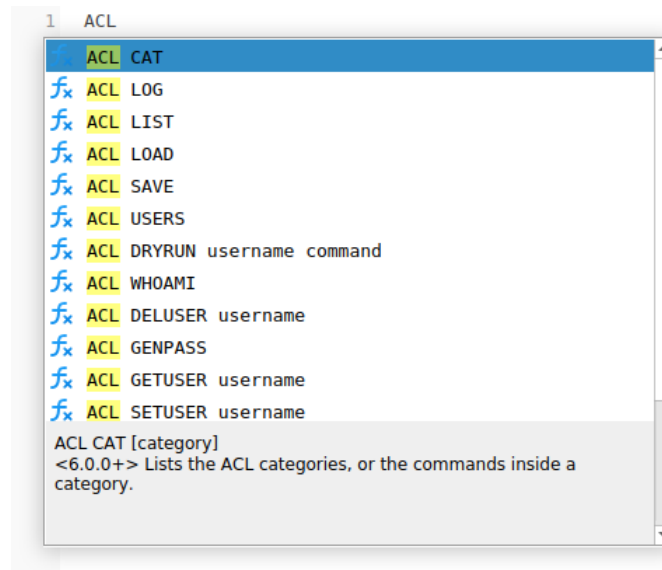 1 ACL
ACL CAT
ACL LOG
ACL LIST
ACL LOAD
ACL SAVE
ACL USERS
ACL DRYRUN username command
ACL WHOAMI
ACL DELUSER username
ACL GENPASS
ACL GETUSER username
ACL SETUSER username
ACL CAT [category]
<6.0.0+> Lists the ACL categories, or the commands inside a
category.